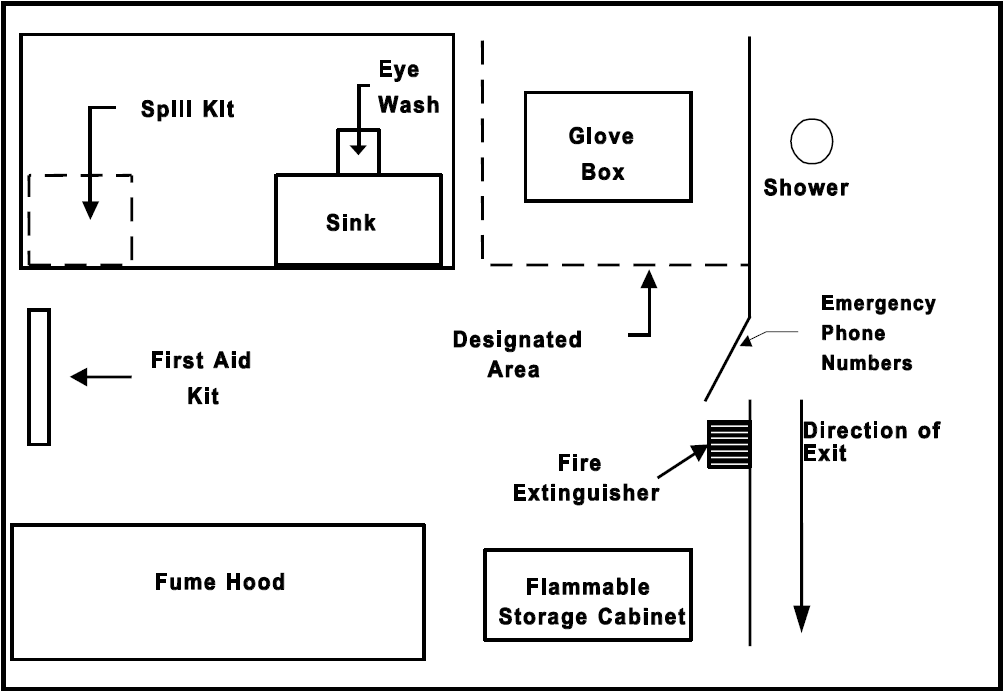 Eye
Wash
Spill Kit
Sink
Glove
Box
Shower
Emergency
Phone
Numbers
Designated
Area
First Aid
Kit
Direction of
Exit
Fire
Extinguisher
Fume Hood
Flammable
Storage Cabinet